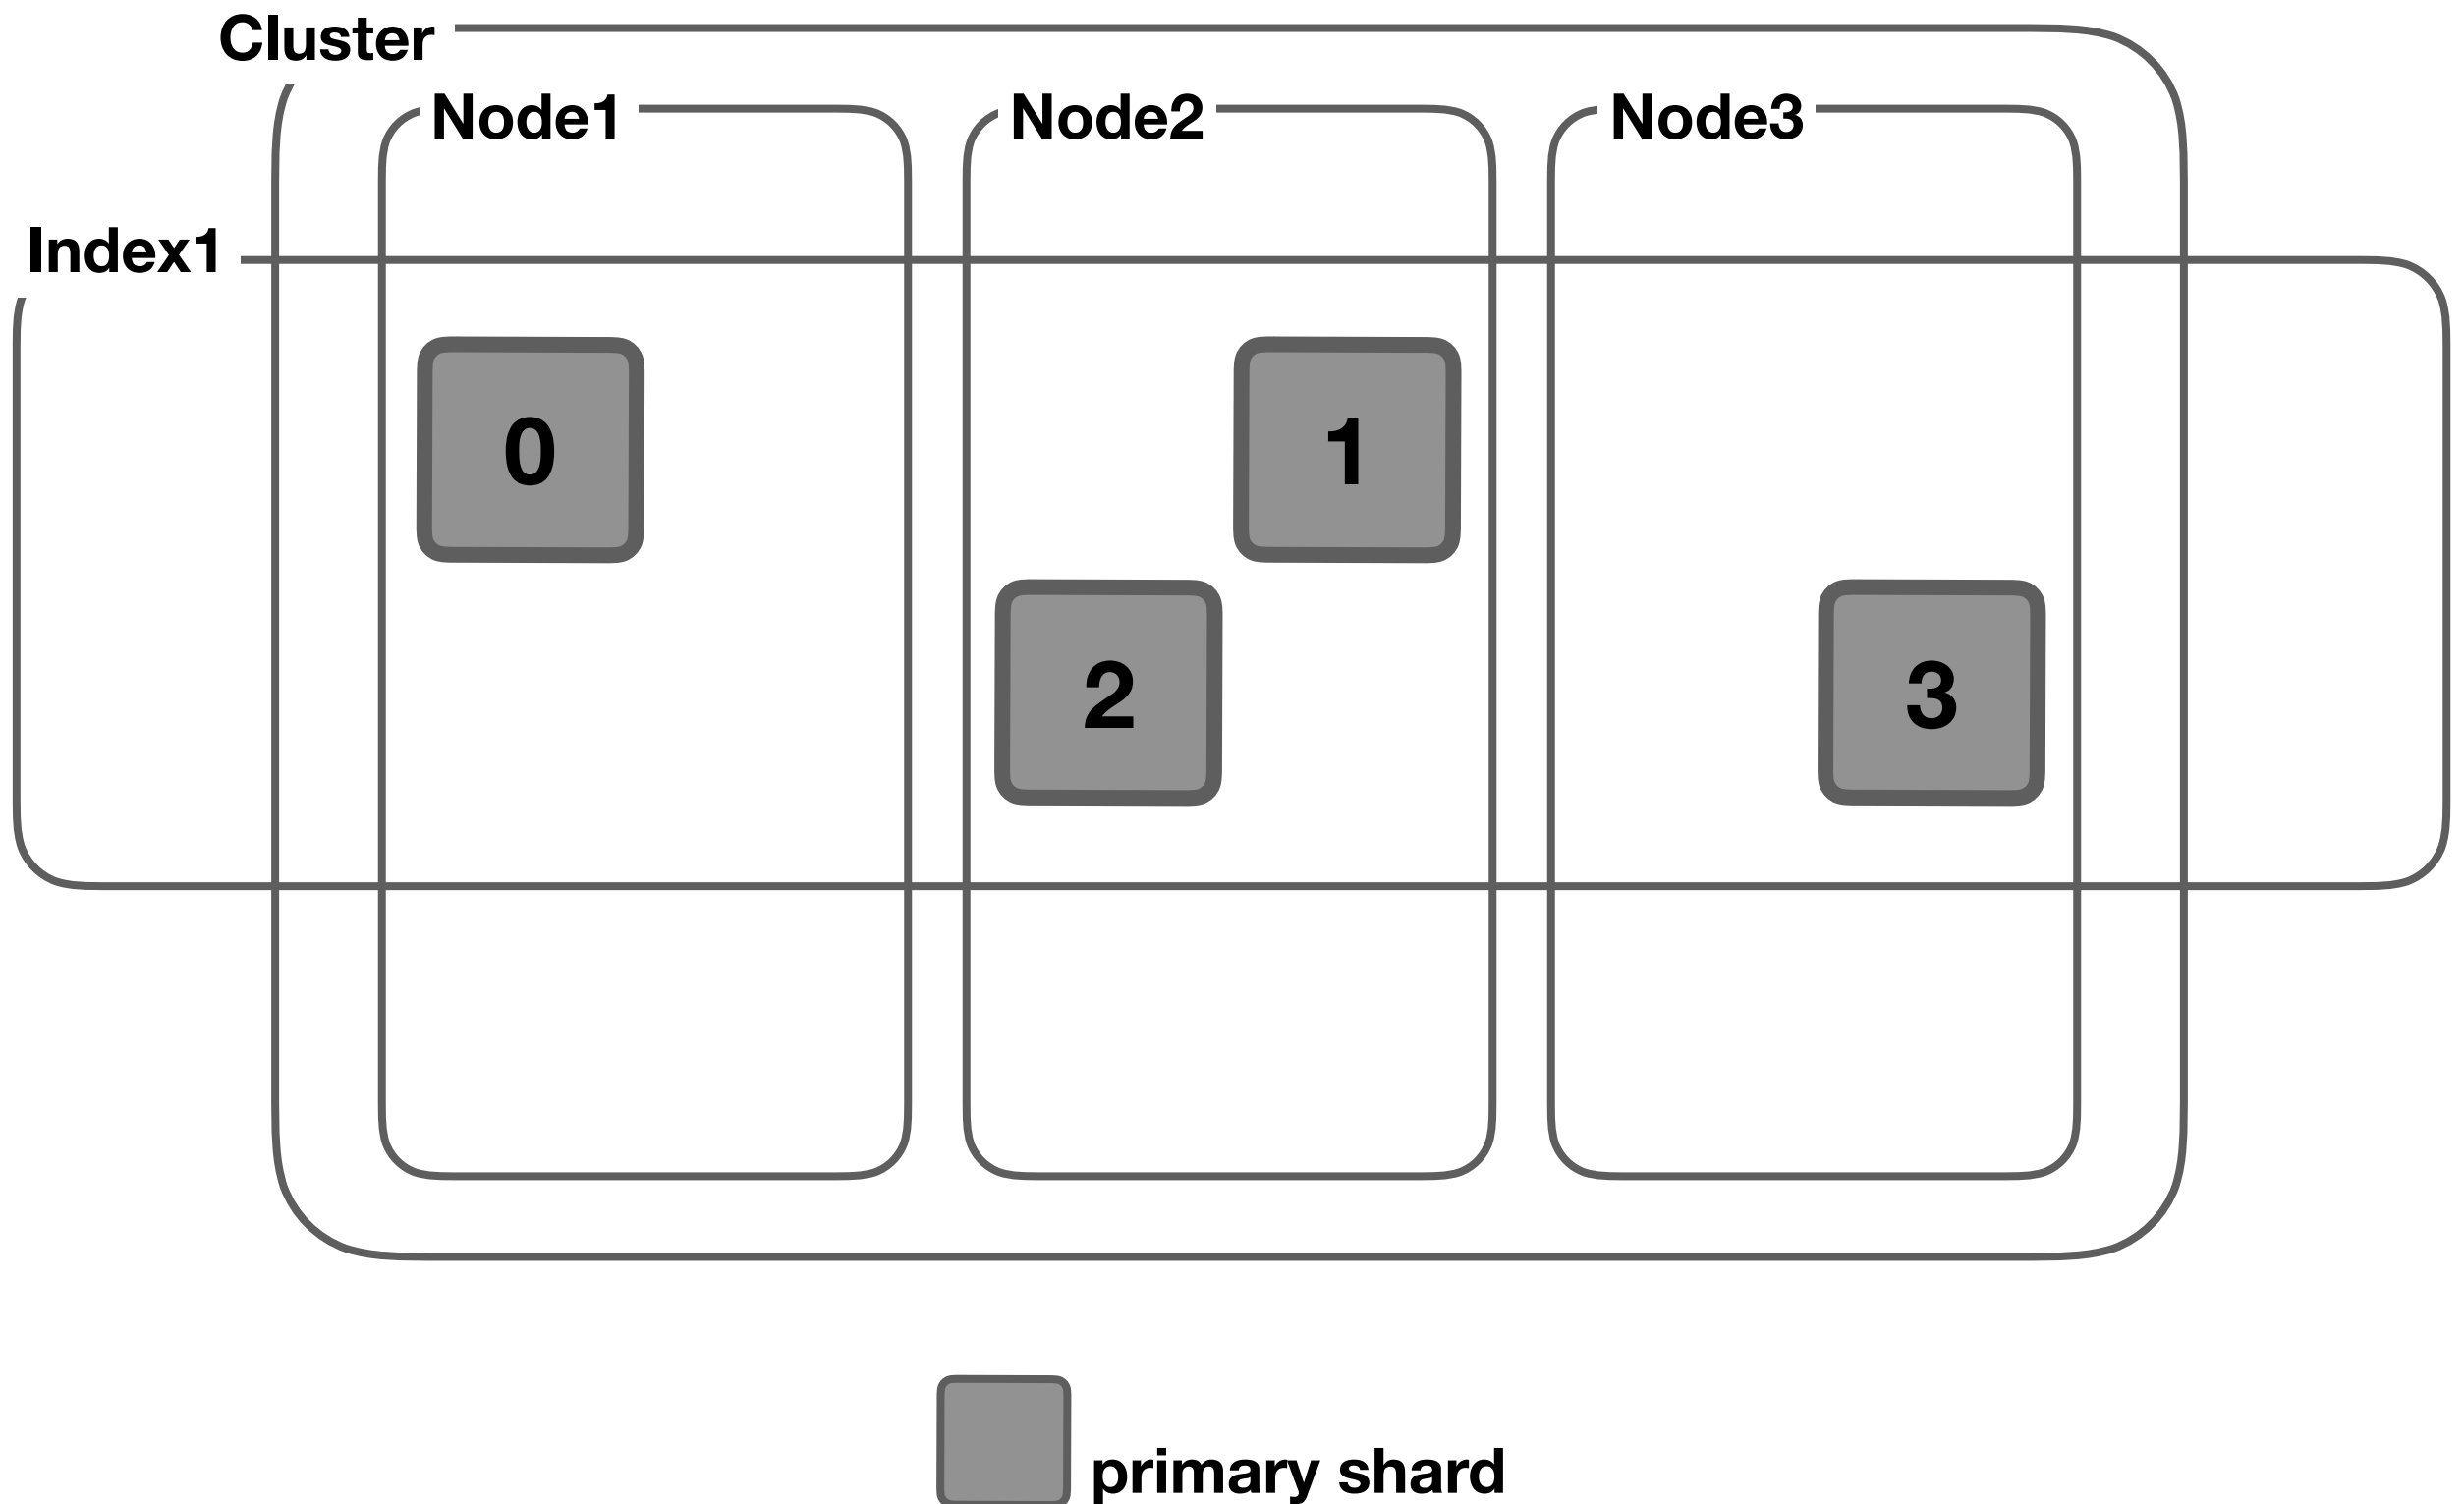 Cluster
Node1
Node2
Node3
Index1
0
1
2
3
primary shard